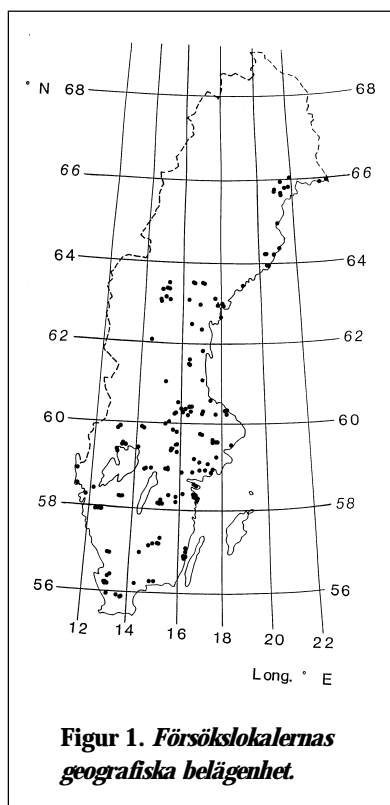 ° N 68 68
66 66
64 64
62 62
60 60
58 58
56 56
12 14 16 18 20 22
Long. ° E
Figur 1. Försökslokalernas
geografiska belägenhet.